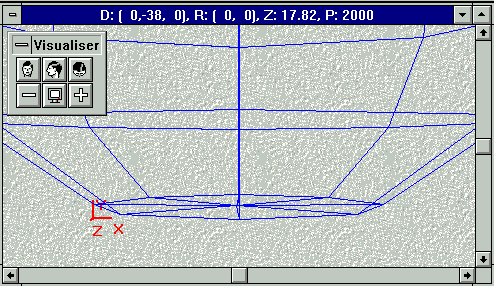 D: ( 0,-38, 0), R: ( 0, 0), Z: 17.82, P: 2000
Visualiser
Z X